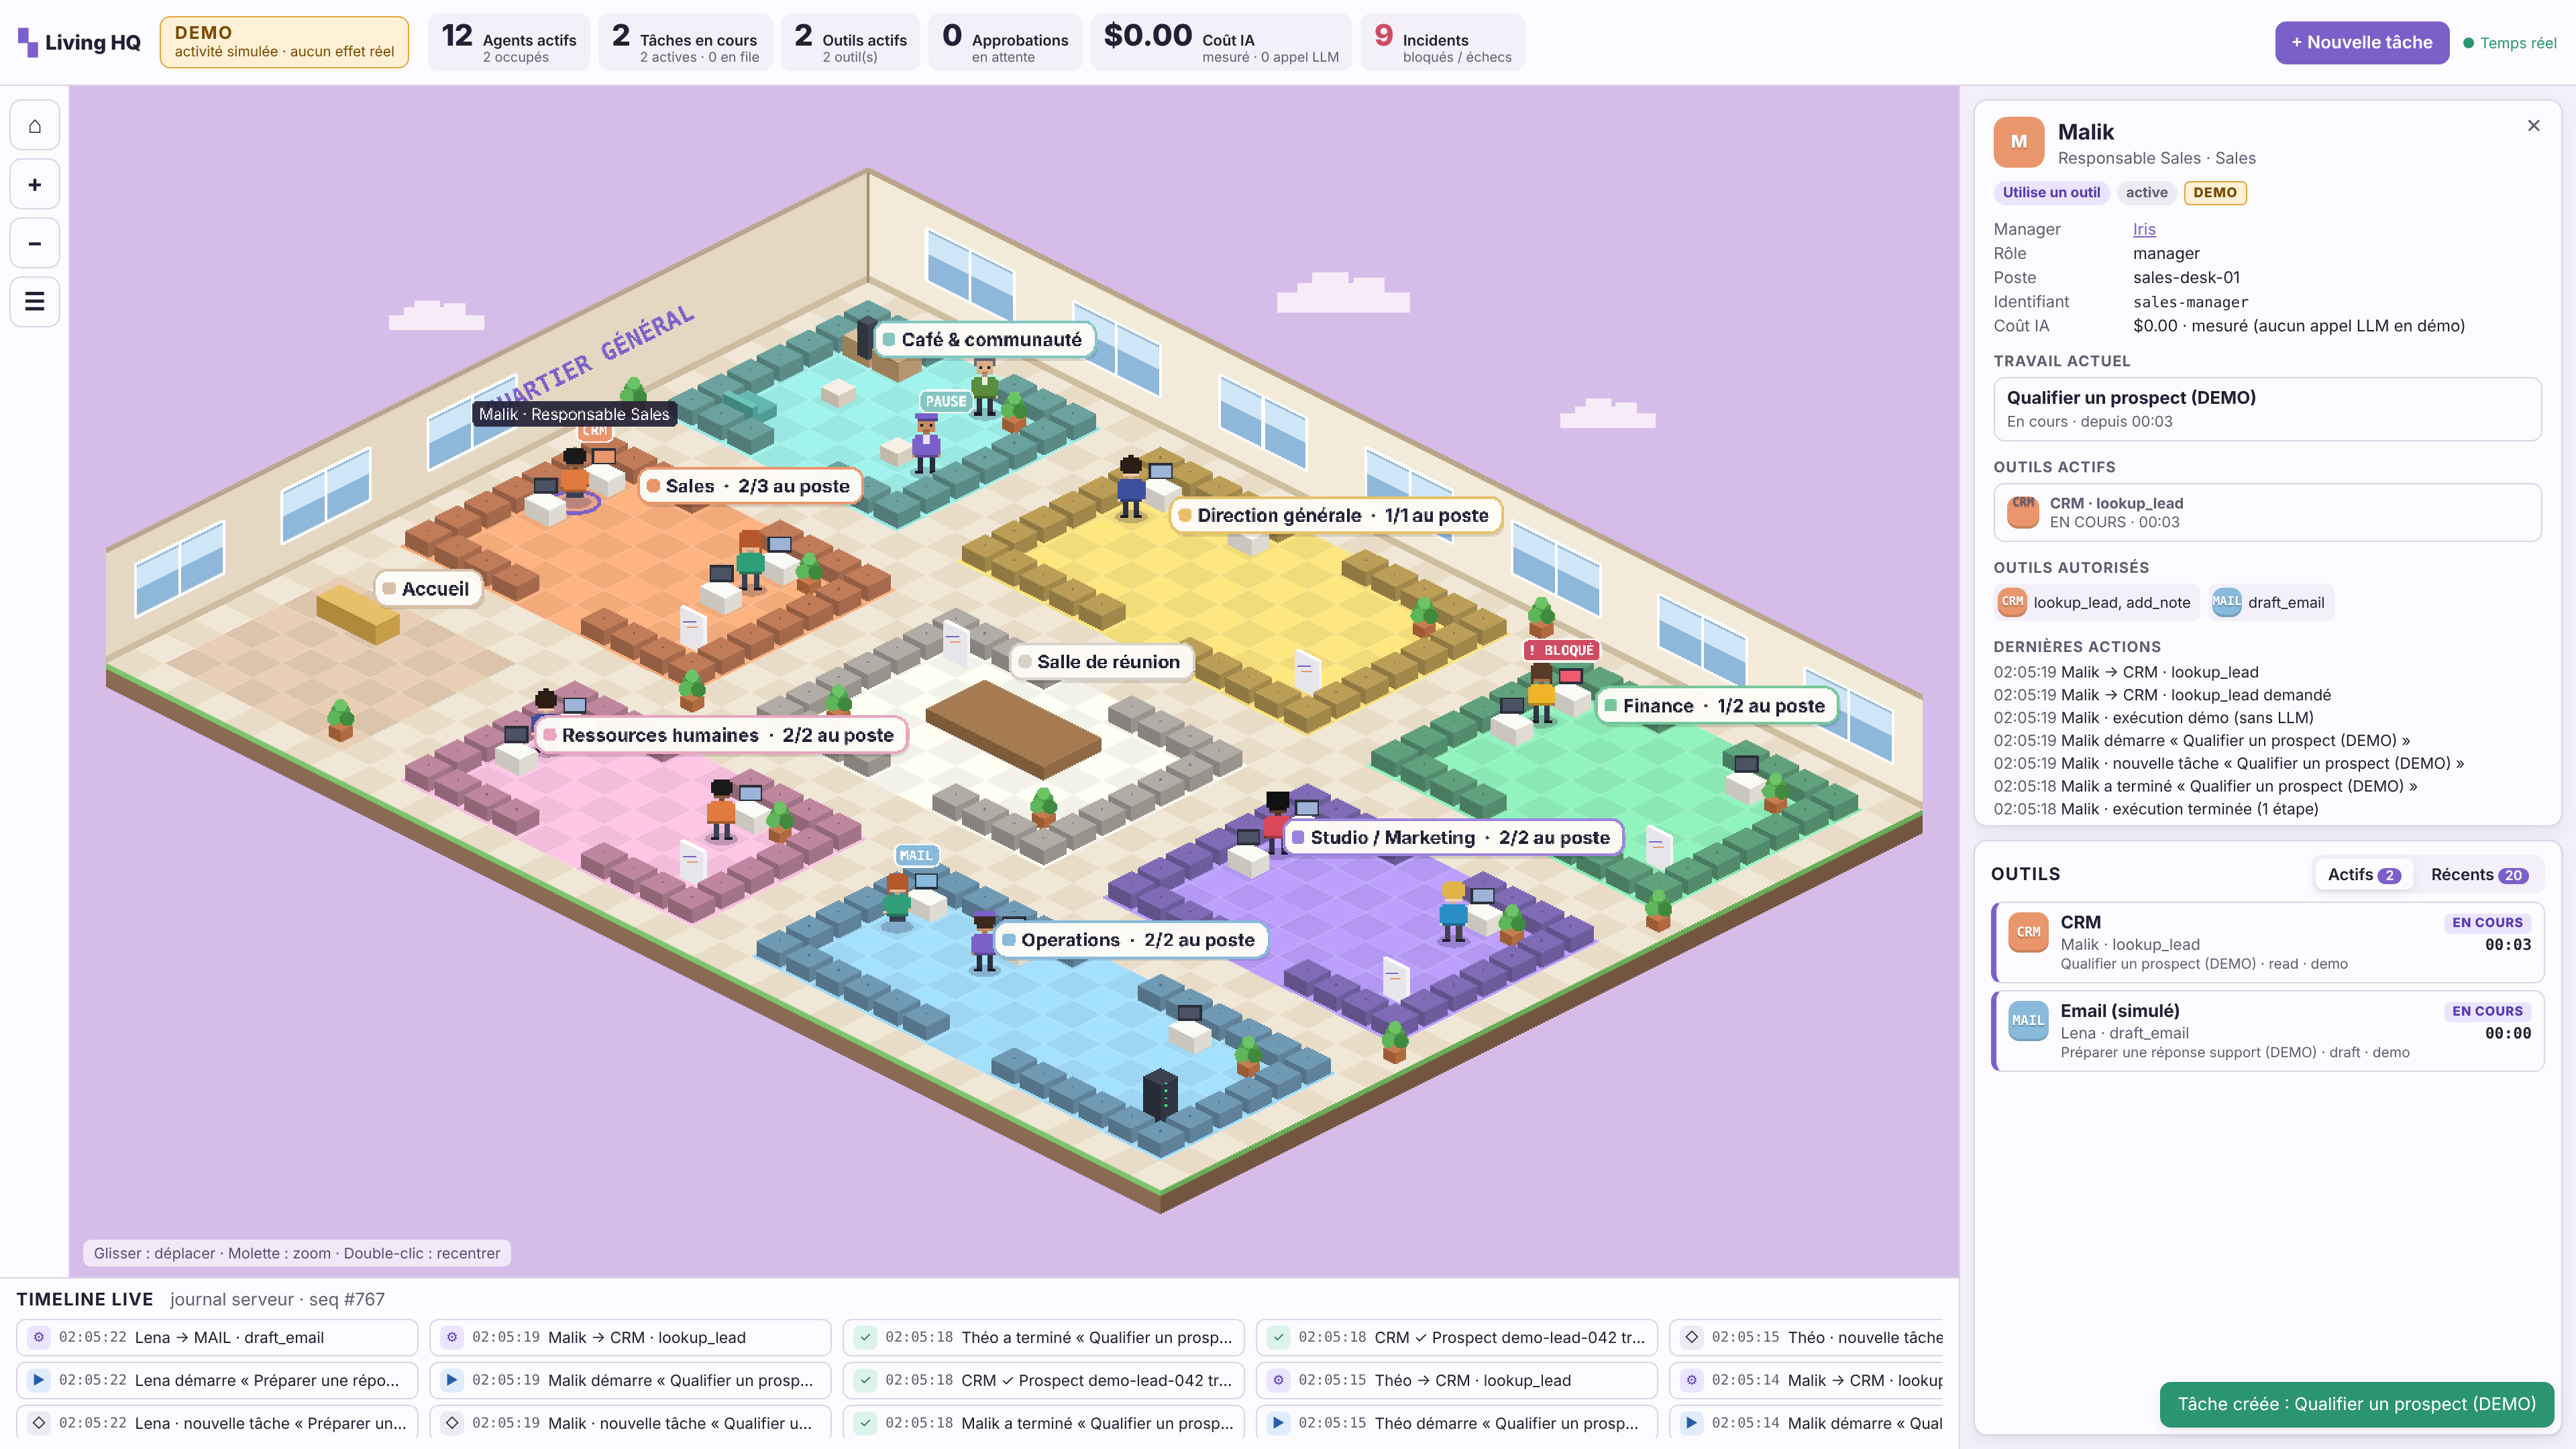 Living HQ
DEMO
activité simulée · aucun effet réel
12 Agents actifs
2 occupés
2 Tâches en cours
2 actives · 0 en file
2 Outils actifs
2 outil(s)
0 Approbations
en attente
$0.00 Coût IA
mesuré · 0 appel LLM
9 Incidents
bloqués / échecs
+ Nouvelle tâche
Temps réel
QUARTIER GÉNÉRAL
Café & communauté
PAUSE
Malik · Responsable Sales
CRM
Sales · 2/3 au poste
Direction générale · 1/1 au poste
Accueil
Salle de réunion
! BLOQUÉ
Finance · 1/2 au poste
Ressources humaines · 2/2 au poste
Studio / Marketing · 2/2 au poste
MAIL
Operations · 2/2 au poste
Glisser : déplacer · Molette : zoom · Double-clic : recentrer
M
Malik
Responsable Sales · Sales
Utilise un outil active DEMO
Manager Iris
Rôle manager
Poste sales-desk-01
Identifiant sales-manager
Coût IA $0.00 · mesuré (aucun appel LLM en démo)
TRAVAIL ACTUEL
Qualifier un prospect (DEMO)
En cours · depuis 00:03
OUTILS ACTIFS
CRM CRM · lookup_lead
EN COURS · 00:03
OUTILS AUTORISÉS
CRM lookup_lead, add_note MAIL draft_email
DERNIÈRES ACTIONS
02:05:19 Malik → CRM · lookup_lead
02:05:19 Malik → CRM · lookup_lead demandé
02:05:19 Malik · exécution démo (sans LLM)
02:05:19 Malik démarre « Qualifier un prospect (DEMO) »
02:05:19 Malik · nouvelle tâche « Qualifier un prospect (DEMO) »
02:05:18 Malik a terminé « Qualifier un prospect (DEMO) »
02:05:18 Malik · exécution terminée (1 étape)
OUTILS Actifs 2 Récents 20
CRM CRM EN COURS
Malik · lookup_lead 00:03
Qualifier un prospect (DEMO) · read · demo
MAIL Email (simulé) EN COURS
Lena · draft_email 00:00
Préparer une réponse support (DEMO) · draft · demo
Tâche créée : Qualifier un prospect (DEMO)
TIMELINE LIVE journal serveur · seq #767
02:05:22 Lena → MAIL · draft_email
02:05:22 Lena démarre « Préparer une répo...
02:05:22 Lena · nouvelle tâche « Préparer un...
02:05:19 Malik → CRM · lookup_lead
02:05:19 Malik démarre « Qualifier un prosp...
02:05:19 Malik · nouvelle tâche « Qualifier u...
02:05:18 Théo a terminé « Qualifier un prosp...
02:05:18 CRM ✓ Prospect demo-lead-042 tr...
02:05:18 Malik a terminé « Qualifier un prosp...
02:05:18 CRM ✓ Prospect demo-lead-042 tr...
02:05:15 Théo → CRM · lookup_lead
02:05:15 Théo démarre « Qualifier un prosp...
02:05:15 Théo · nouvelle tâche
02:05:14 Malik → CRM · lookup
02:05:14 Malik démarre « Qual